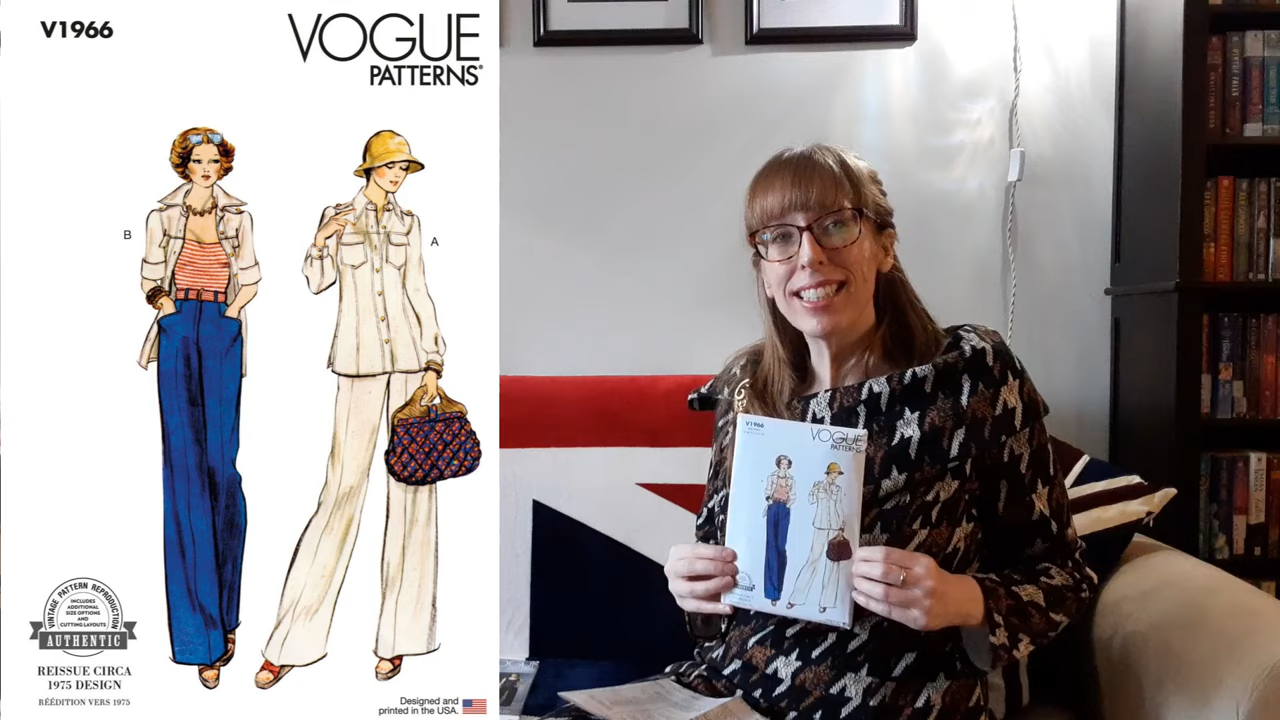 V1966
VOGUE
PATTERNS®
B
A
VINTAGE PATTERN REPRODUCTION
INCLUDES
ADDITIONAL
SIZE OPTIONS
AND
CUTTING LAYOUTS
AUTHENTIC
REISSUE CIRCA
1975 DESIGN
RÉÉDITION VERS 1975
Designed and
printed in the USA.
V1966
VOGUE
PATTERNS